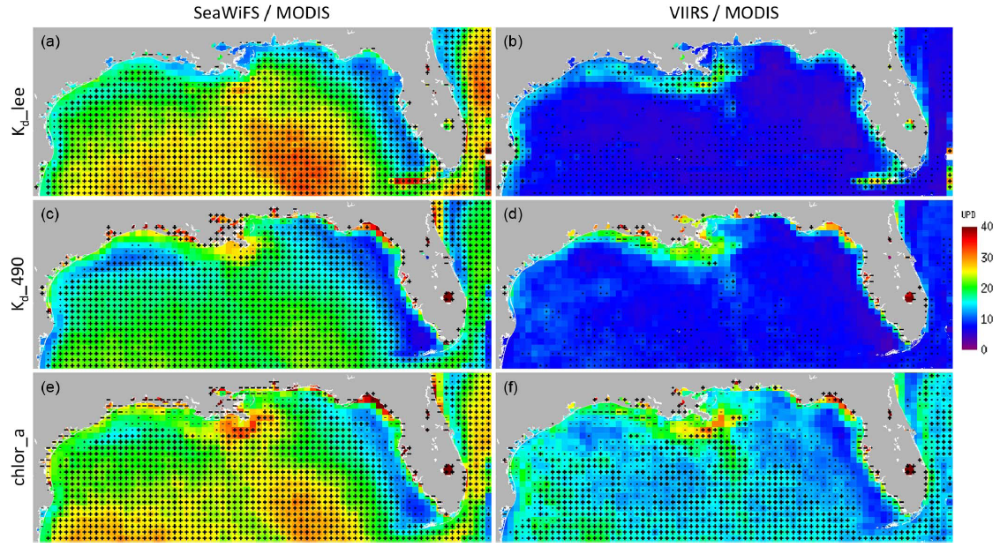 SeaWiFS / MODIS
VIIRS / MODIS
(a)
(b)
K_d_lee
(c)
(d)
K_d_490
UPD
40
30
20
10
0
(e)
(f)
chlor_a